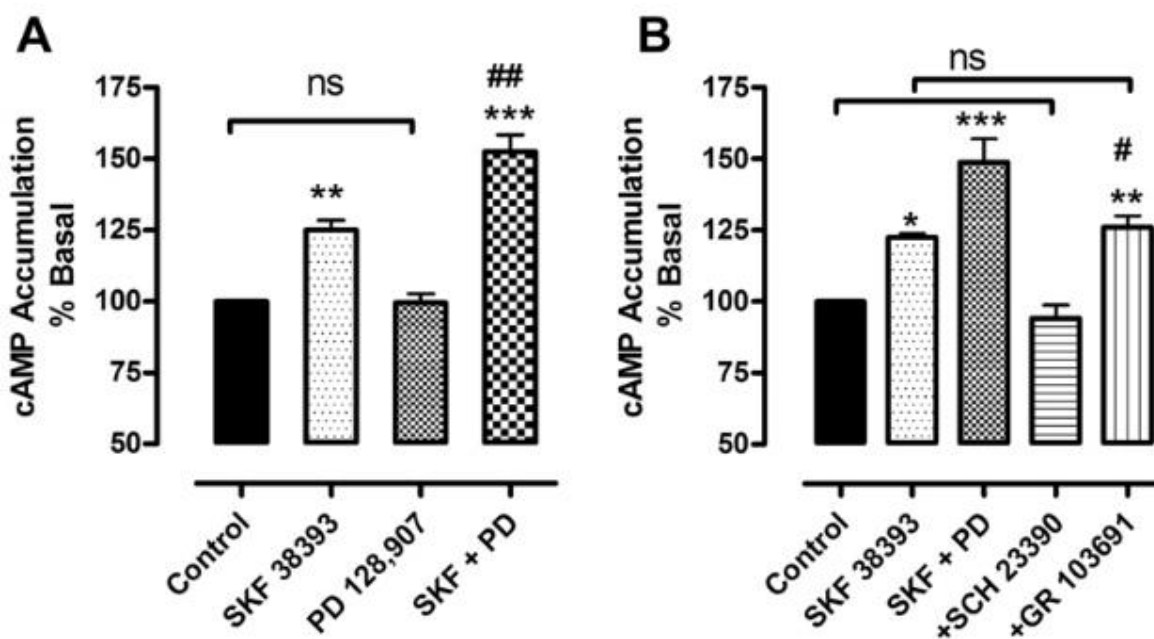 A
cAMP Accumulation
% Basal
175
150
125
100
75
50
ns
**
##
***
Control
SKF 38393
PD 128,907
SKF + PD
B
cAMP Accumulation
% Basal
175
150
125
100
75
50
ns
*
***
#
**
Control
SKF 38393
SKF + PD
+SCH 23390
+GR 103691